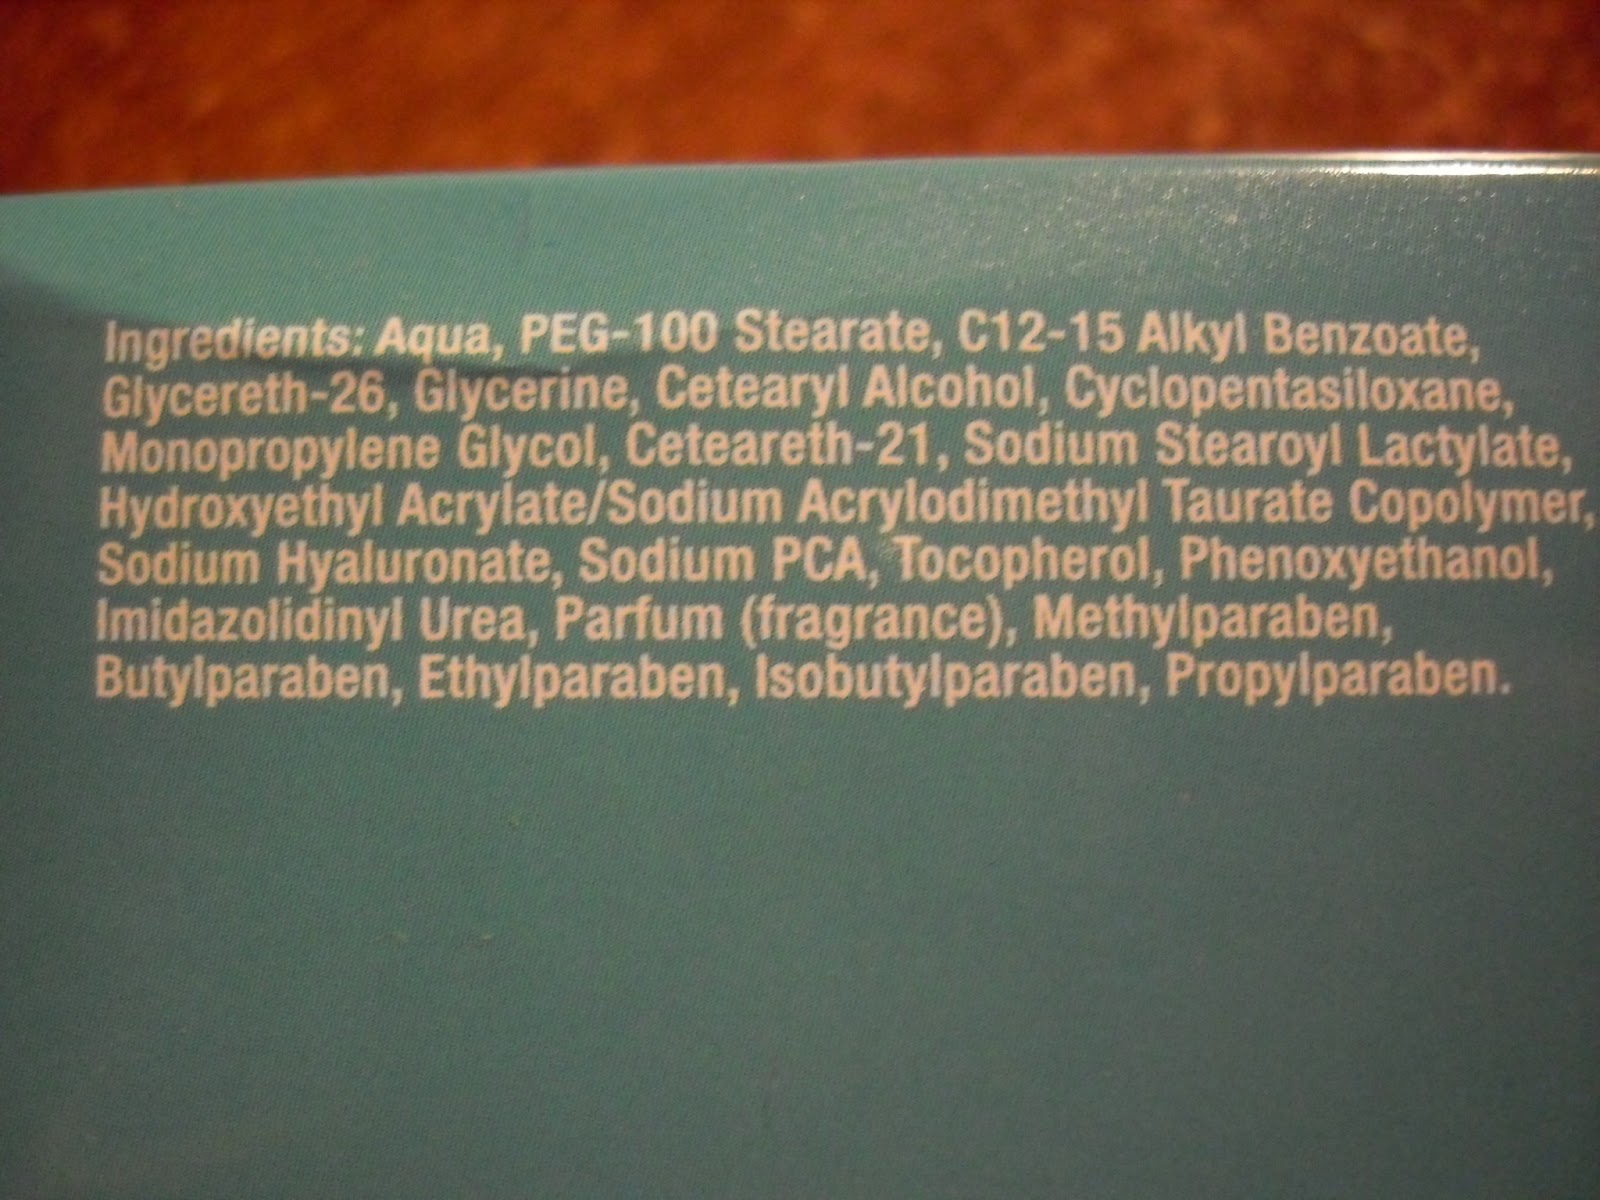 Ingredients: Aqua, PEG-100 Stearate, C12-15 Alkyl Benzoate,
Glycereth-26, Glycerine, Cetearyl Alcohol, Cyclopentasiloxane,
Monopropylene Glycol, Ceteareth-21, Sodium Stearoyl Lactylate,
Hydroxyethyl Acrylate/Sodium Acrylodimethyl Taurate Copolymer,
Sodium Hyaluronate, Sodium PCA, Tocopherol, Phenoxyethanol,
Imidazolidinyl Urea, Parfum (fragrance), Methylparaben,
Butylparaben, Ethylparaben, Isobutylparaben, Propylparaben.